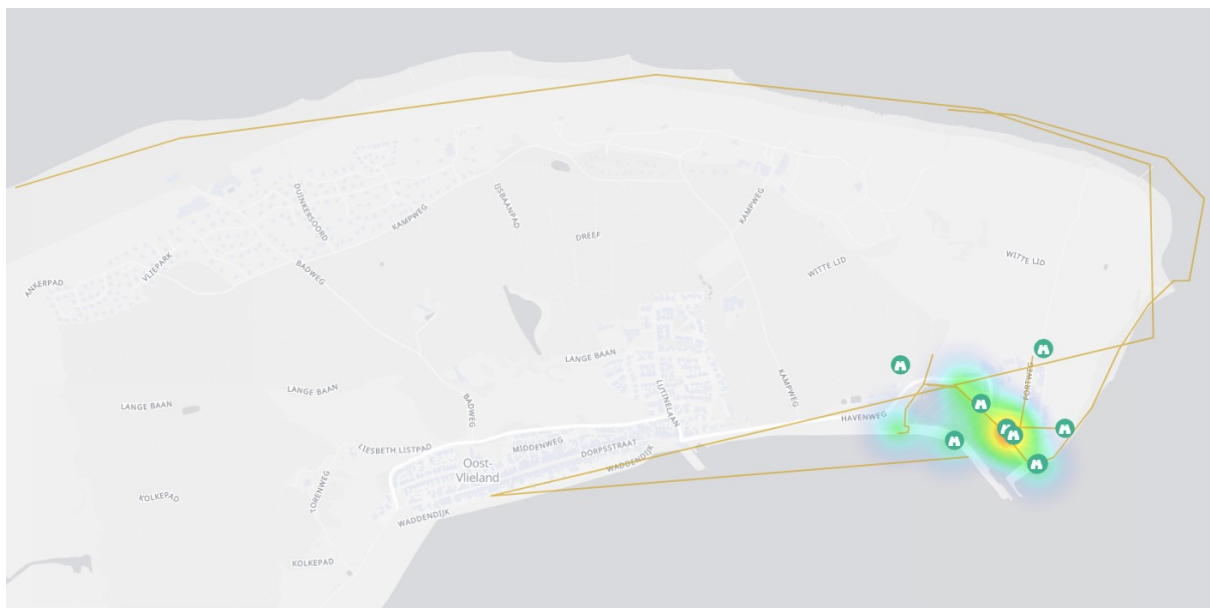 DUINKERSOORD
IJSBAANPAD
KAMPWEG
KAMPWEG
DREEF
VLIEPARK
ANKERPAD
BADWEG
WITTE LID
WITTE LID
LANGE BAAN
LUTINELAAN
KAMPWEG
FORTWEG
LANGE BAAN
LANGE BAAN
BADWEG
HAVENWEG
LIESBETH LISTPAD
MIDDENWEG
DORPSSTRAAT
WADDENDIJK
Oost-
Vlieland
TORENWEG
KOLKEPAD
WADDENDIJK
KOLKEPAD